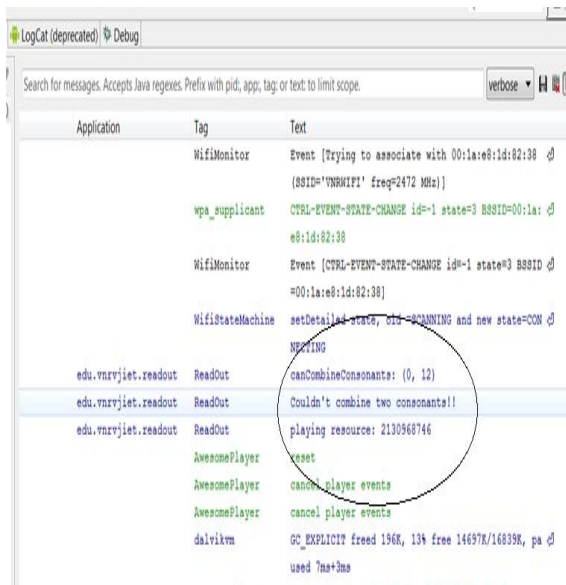 LogCat (deprecated) Debug
Search for messages. Accepts Java regexes. Prefix with pid:, app:, tag: or text: to limit scope. verbose
Application Tag Text
WifiMonitor Event [Trying to associate with 00:1a:e8:1d:82:38
(SSID='VNRWIFI' freq=2472 MHz)]
wpa_supplicant CTRL-EVENT-STATE-CHANGE id=-1 state=3 BSSID=00:1a:
e8:1d:82:38
WifiMonitor Event [CTRL-EVENT-STATE-CHANGE id=-1 state=3 BSSID
=00:1a:e8:1d:82:38]
WifiStateMachine setDetailed state, old =SCANNING and new state=CON
NECTING
edu.vnrvjiet.readout ReadOut canCombineConsonants: (0, 12)
edu.vnrvjiet.readout ReadOut Couldn't combine two consonants!!
edu.vnrvjiet.readout ReadOut playing resource: 2130968746
AwesomePlayer reset
AwesomePlayer cancel player events
AwesomePlayer cancel player events
dalvikvm GC_EXPLICIT freed 196K, 13% free 14697K/16839K, pa
used 7ms+3ms